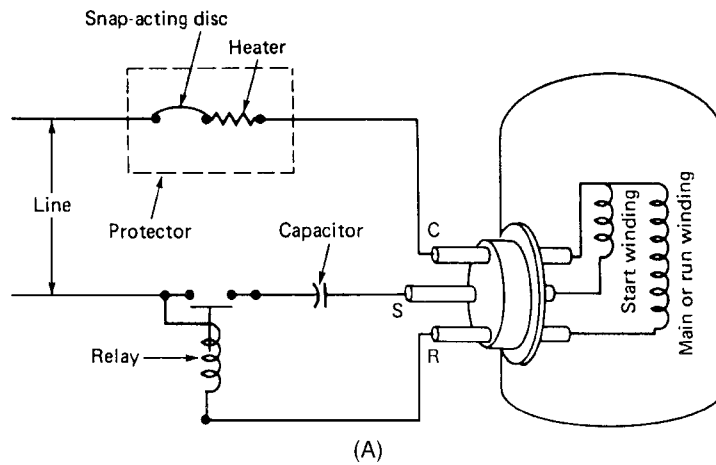 Snap-acting disc
Heater
Line
Protector
Capacitor
C
S
R
Relay
Start winding
Main or run winding
(A)